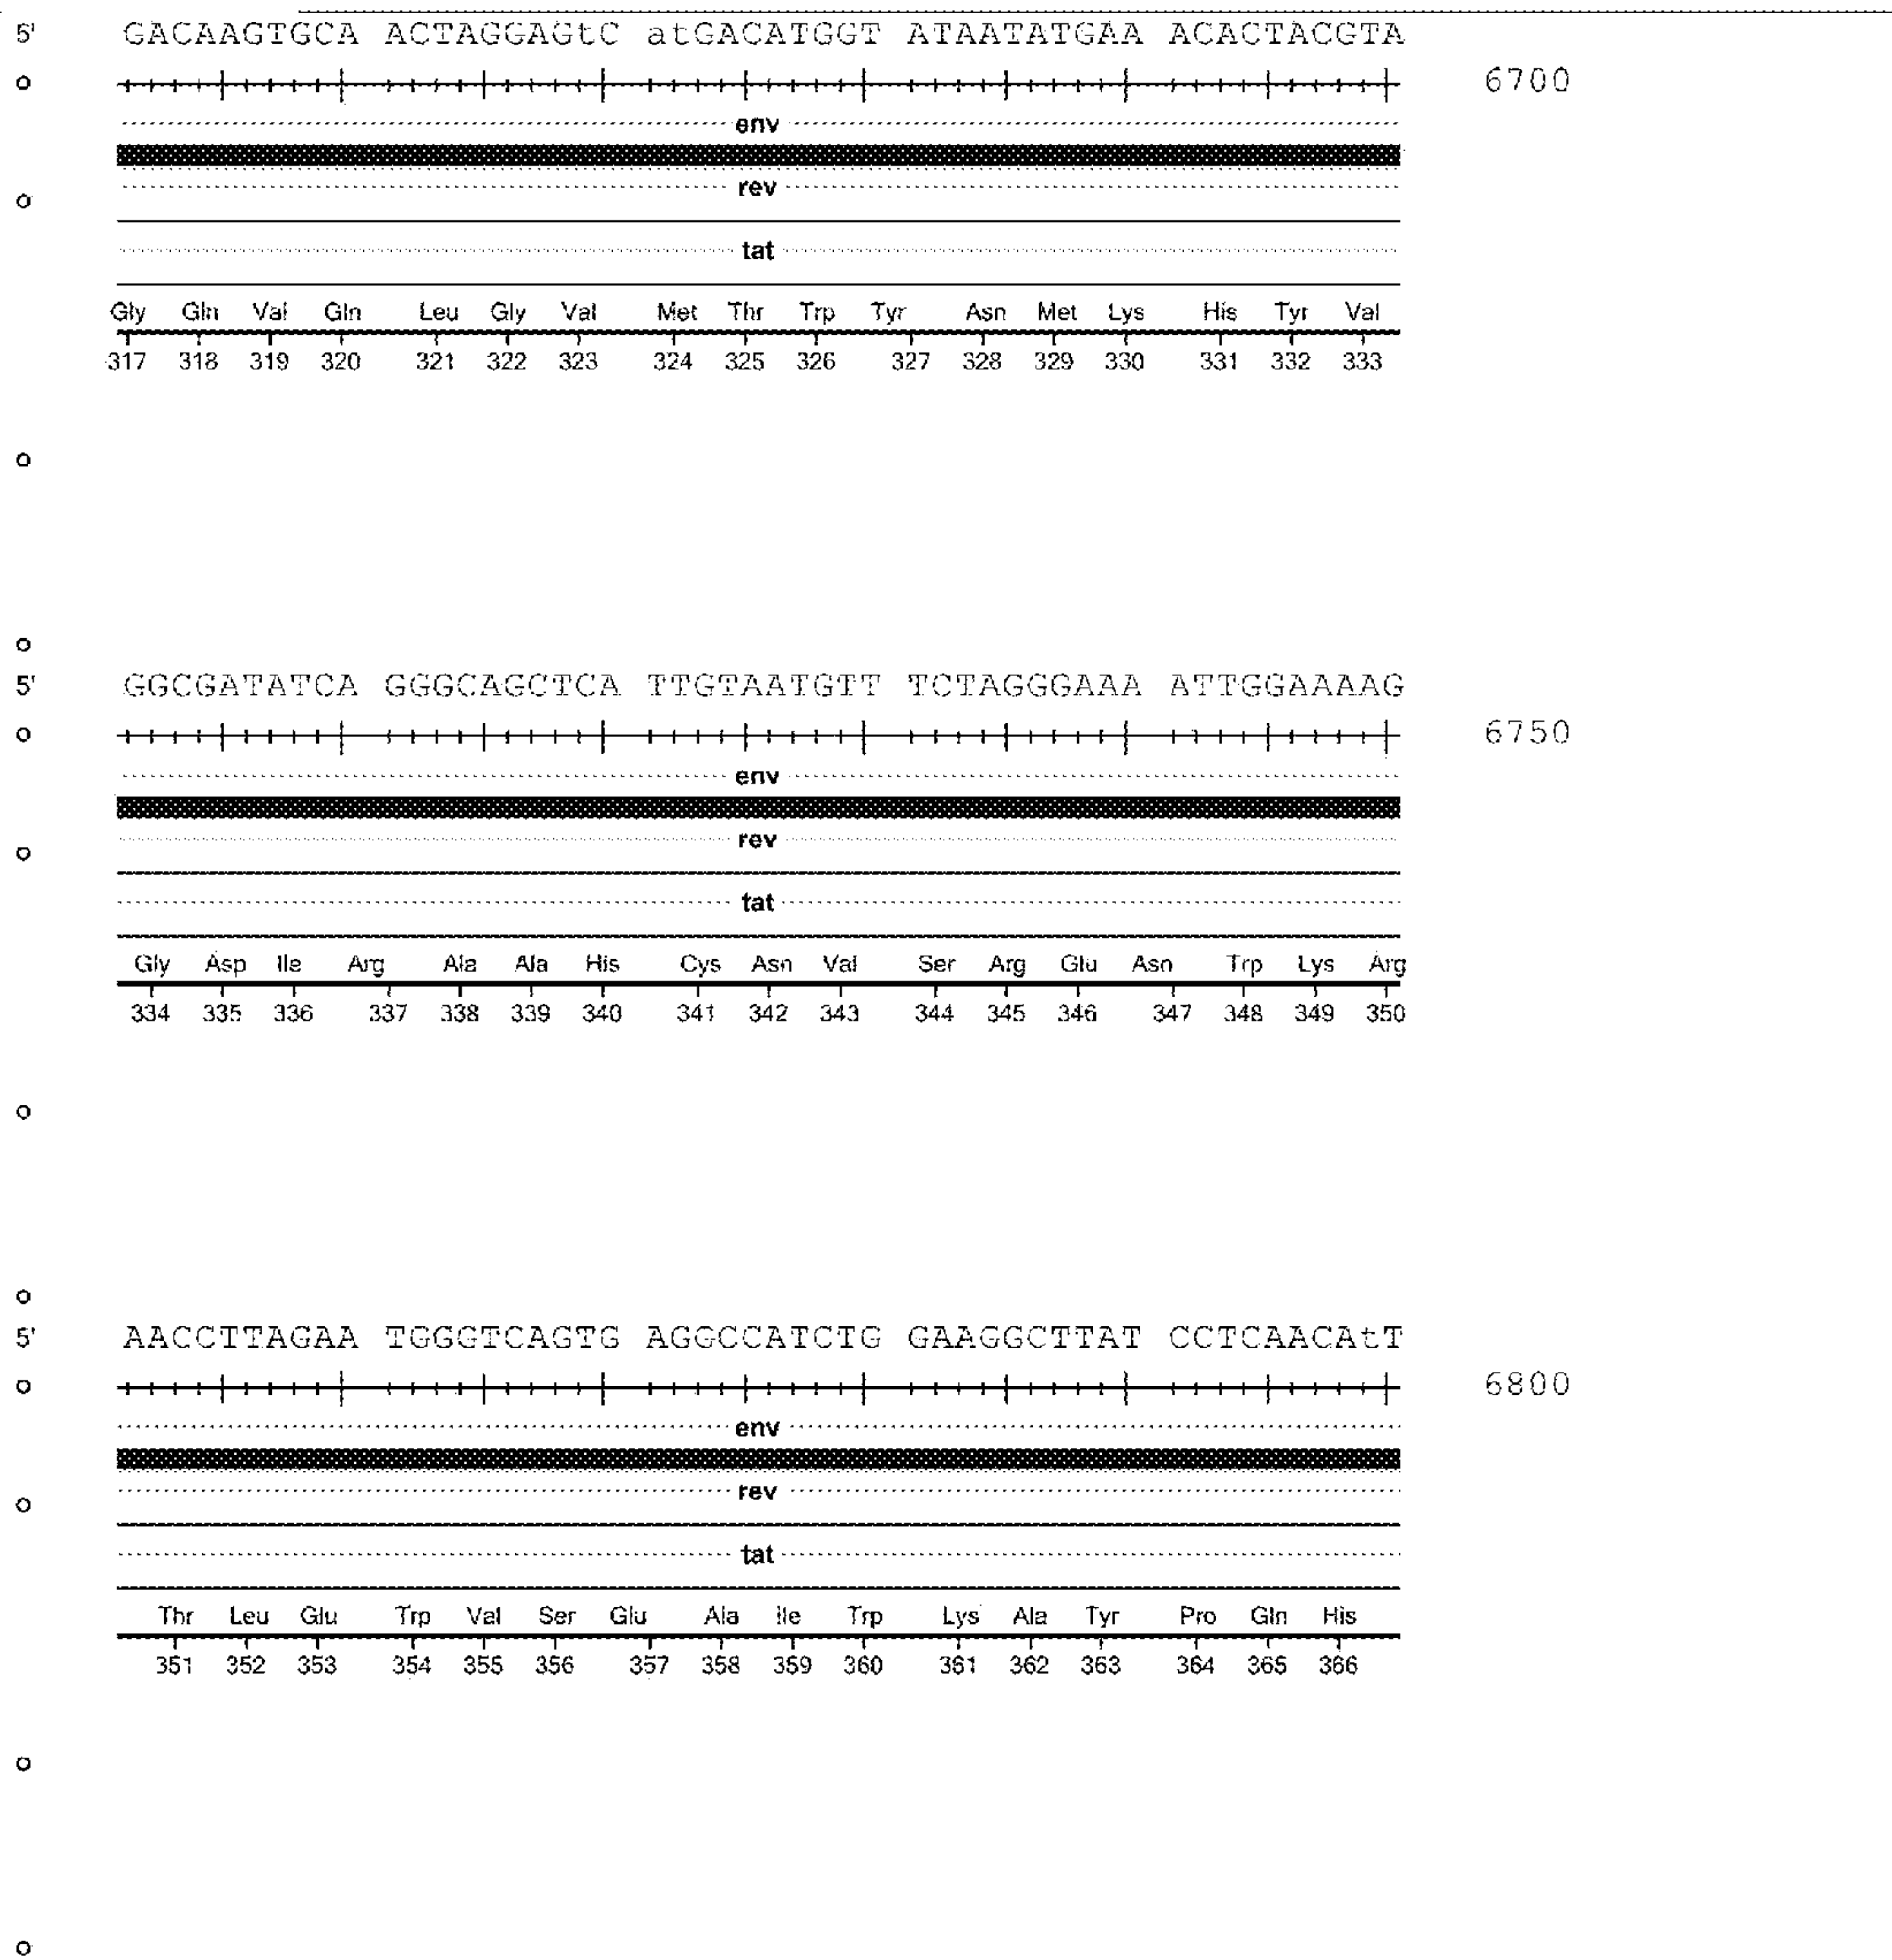 5' GACAAGTGCA ACTAGGAGtC atGACATGGT ATAATATGAA ACACTACGTA
6700
env
rev
tat
Gly Gln Val Gln Leu Gly Val Met Thr Trp Tyr Asn Met Lys His Tyr Val
317 318 319 320 321 322 323 324 325 326 327 328 329 330 331 332 333
5' GGCGATATCA GGGCAGCTCA TTGTAATGTT TCTAGGGAAA ATTGGAAAAG
6750
env
rev
tat
Gly Asp Ile Arg Ala Ala His Cys Asn Val Ser Arg Glu Asn Trp Lys Arg
334 335 336 337 338 339 340 341 342 343 344 345 346 347 348 349 350
5' AACCTTAGAA TGGGTCAGTG AGGCCATCTG GAAGGCTTAT CCTCAACAtT
6800
env
rev
tat
Thr Leu Glu Trp Val Ser Glu Ala Ile Trp Lys Ala Tyr Pro Gln His
351 352 353 354 355 356 357 358 359 360 361 362 363 364 365 366